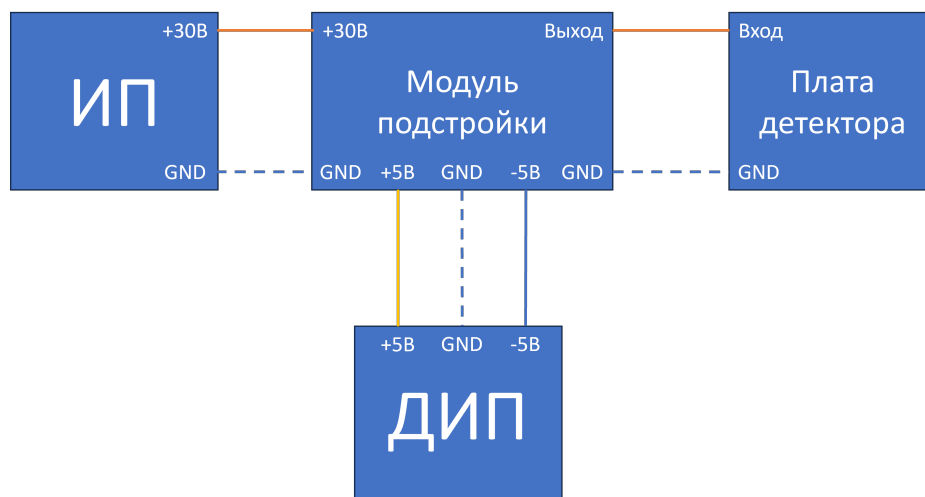 +30В
ИП
GND
+30В
Выход
Модуль
подстройки
GND +5В GND -5В GND
Вход
Плата
детектора
GND
+5В GND -5В
ДИП